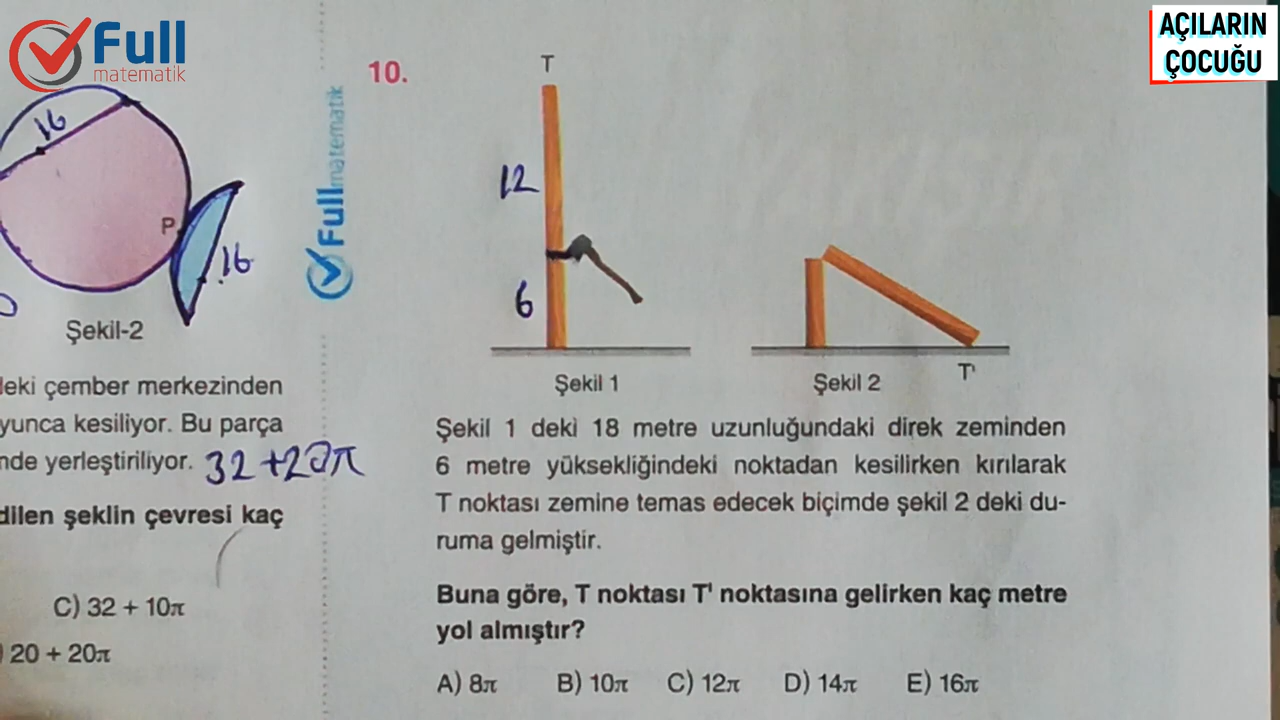 Full
matematik
AÇILARIN
ÇOCUĞU
16
P
16
Şekil-2
deki çember merkezinden
yunca kesiliyor. Bu parça
nde yerleştiriliyor. 32+20π
dilen şeklin çevresi kaç
C) 32 + 10π
20 + 20π
Full matematik
10.
T
12
6
Şekil 1
Şekil 2
T'
Şekil 1 deki 18 metre uzunluğundaki direk zeminden
6 metre yüksekliğindeki noktadan kesilirken kırılarak
T noktası zemine temas edecek biçimde şekil 2 deki du-
ruma gelmiştir.
Buna göre, T noktası T' noktasına gelirken kaç metre
yol almıştır?
A) 8π B) 10π C) 12π D) 14π E) 16π